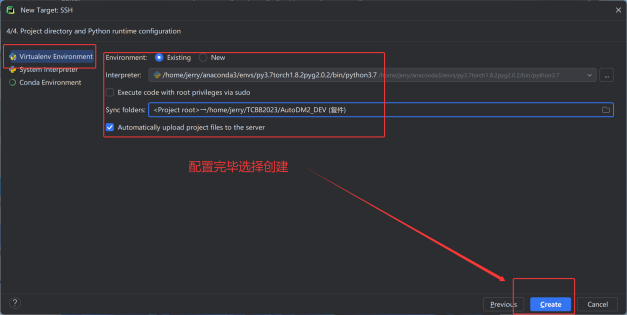 New Target: SSH
4/4. Project directory and Python runtime configuration
Virtualenv Environment
System Interpreter
Conda Environment
Environment: Existing New
Interpreter: /home/jerry/anaconda3/envs/py3.7torch1.8.2pyg2.0.2/bin/python3.7 /home/jerry/anaconda3/envs/py3.7torch1.8.2pyg2.0.2/bin/python3.7 ...
Execute code with root privileges via sudo
Sync folders: <Project root>→/home/jerry/TCBB2023/AutoDM2_DEV (复件)
Automatically upload project files to the server
配置完毕选择创建
? Previous Create Cancel